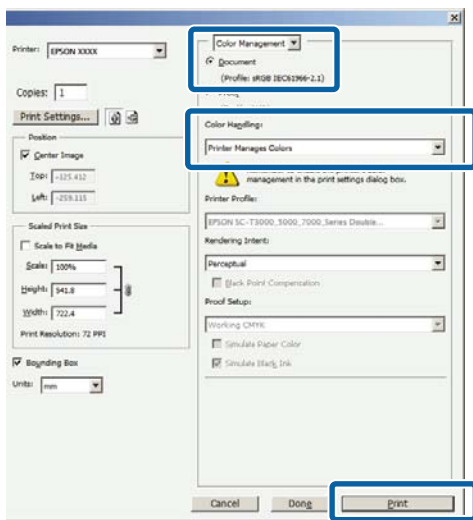 Printer: EPSON XXXX
Copies: 1
Print Settings...
Position
Center Image
Top: -125.412
Left: -259.115
Scaled Print Size
Scale to Fit Media
Scale: 100%
Height: 541.8
Width: 722.4
Print Resolution: 72 PPI
Bounding Box
Units: mm
Color Management
Document
(Profile: sRGB IEC61966-2.1)
Color Handling:
Printer Manages Colors
management in the print settings dialog box.
Printer Profile:
EPSON SC-T3000_5000_7000_Series Double...
Rendering Intent:
Perceptual
Black Point Compensation
Proof Setup:
Working CMYK
Simulate Paper Color
Simulate Black Ink
Cancel
Done
Print